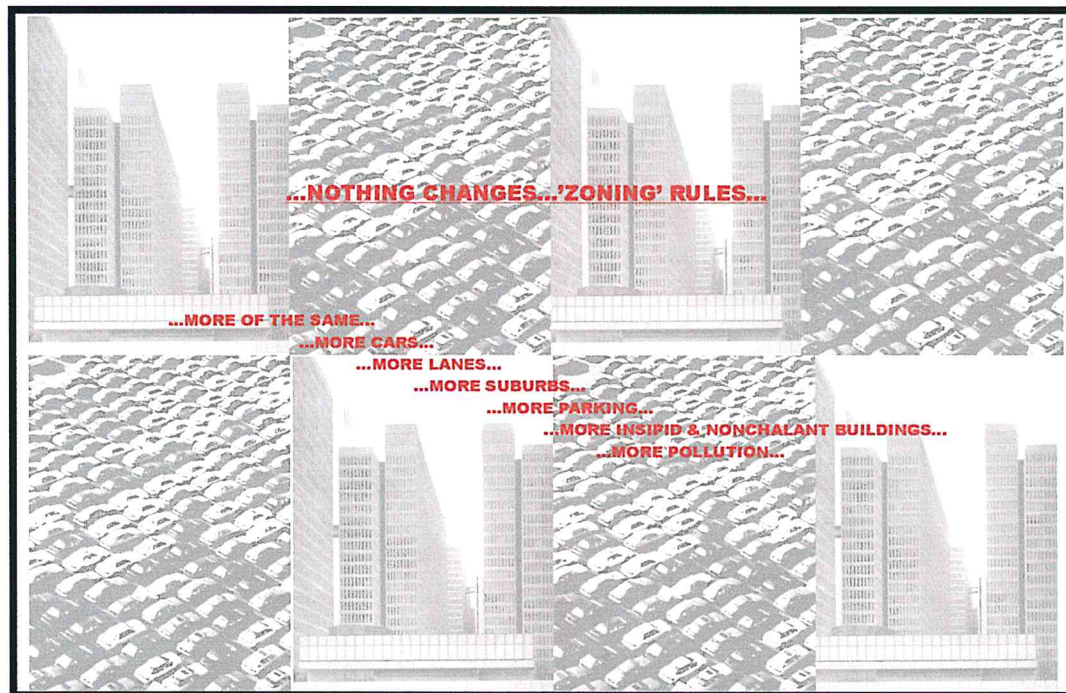 ...NOTHING CHANGES...'ZONING' RULES...
...MORE OF THE SAME...
...MORE CARS...
...MORE LANES...
...MORE SUBURBS...
...MORE PARKING...
...MORE INSIPID & NONCHALANT BUILDINGS...
...MORE POLLUTION...